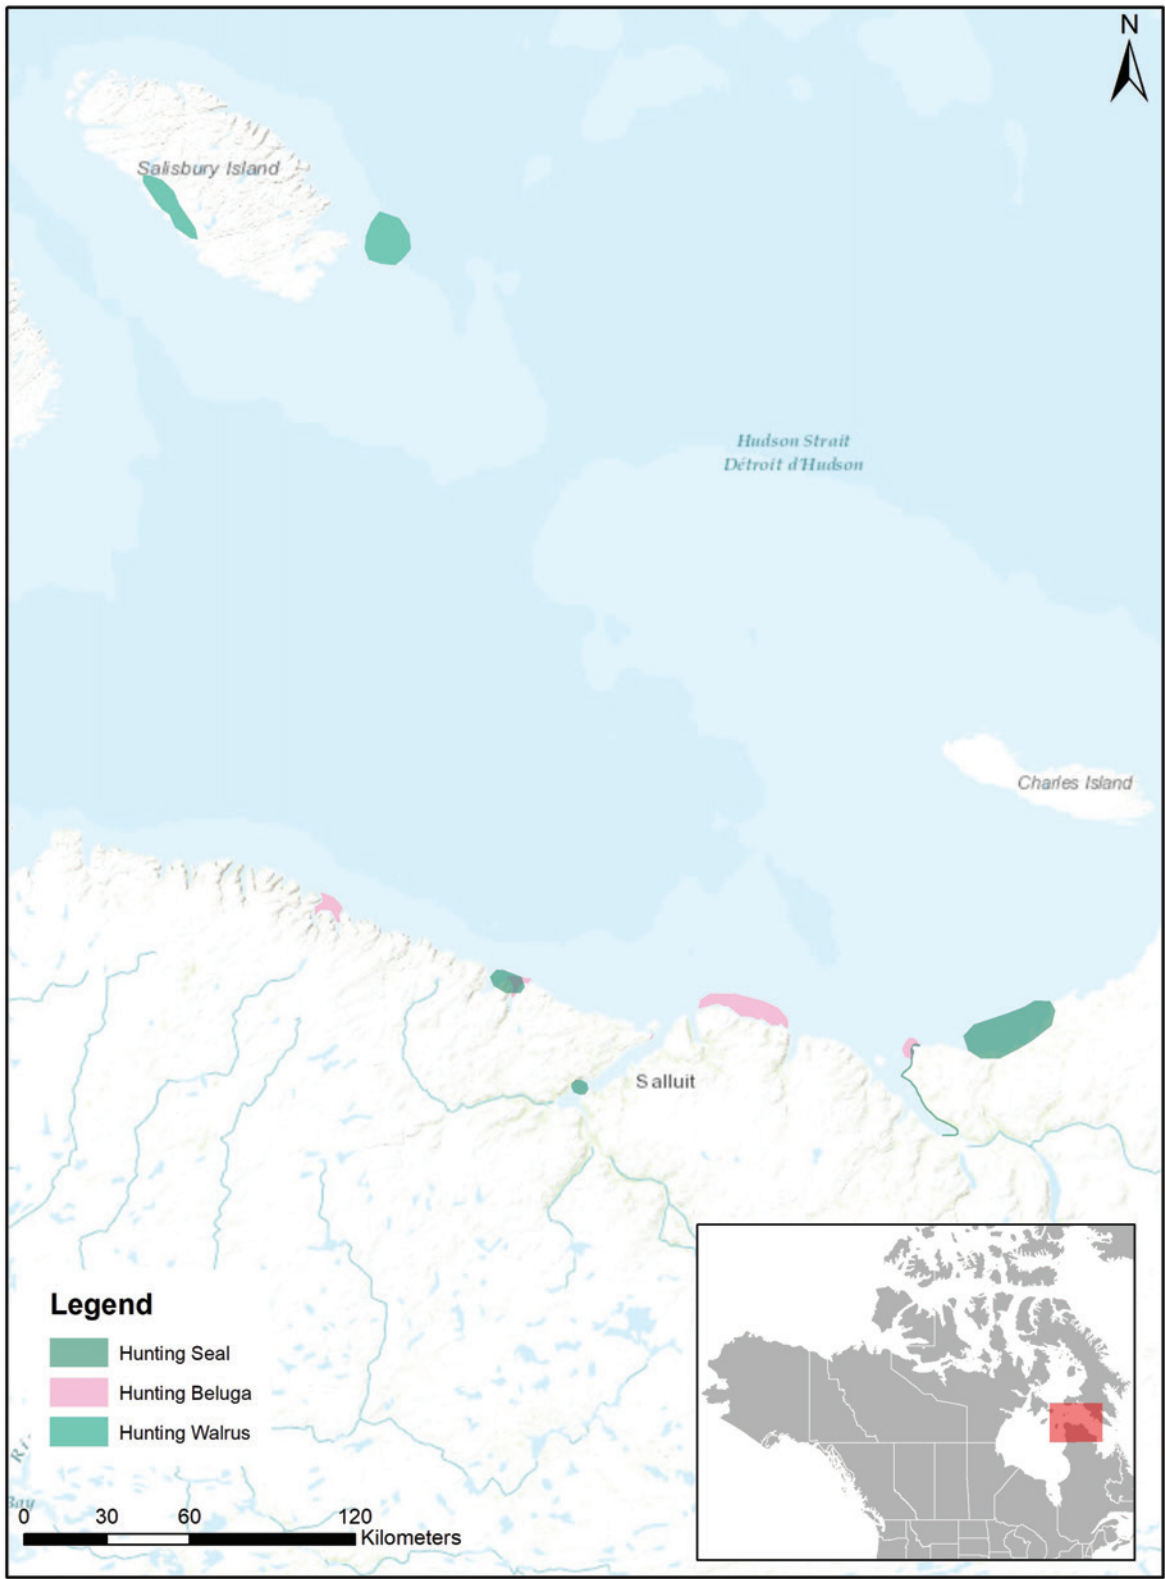 N
Salisbury Island
Hudson Strait
Détroit d'Hudson
Charles Island
Salluit
Legend
Hunting Seal
Hunting Beluga
Hunting Walrus
Bay
0 30 60 120
Kilometers